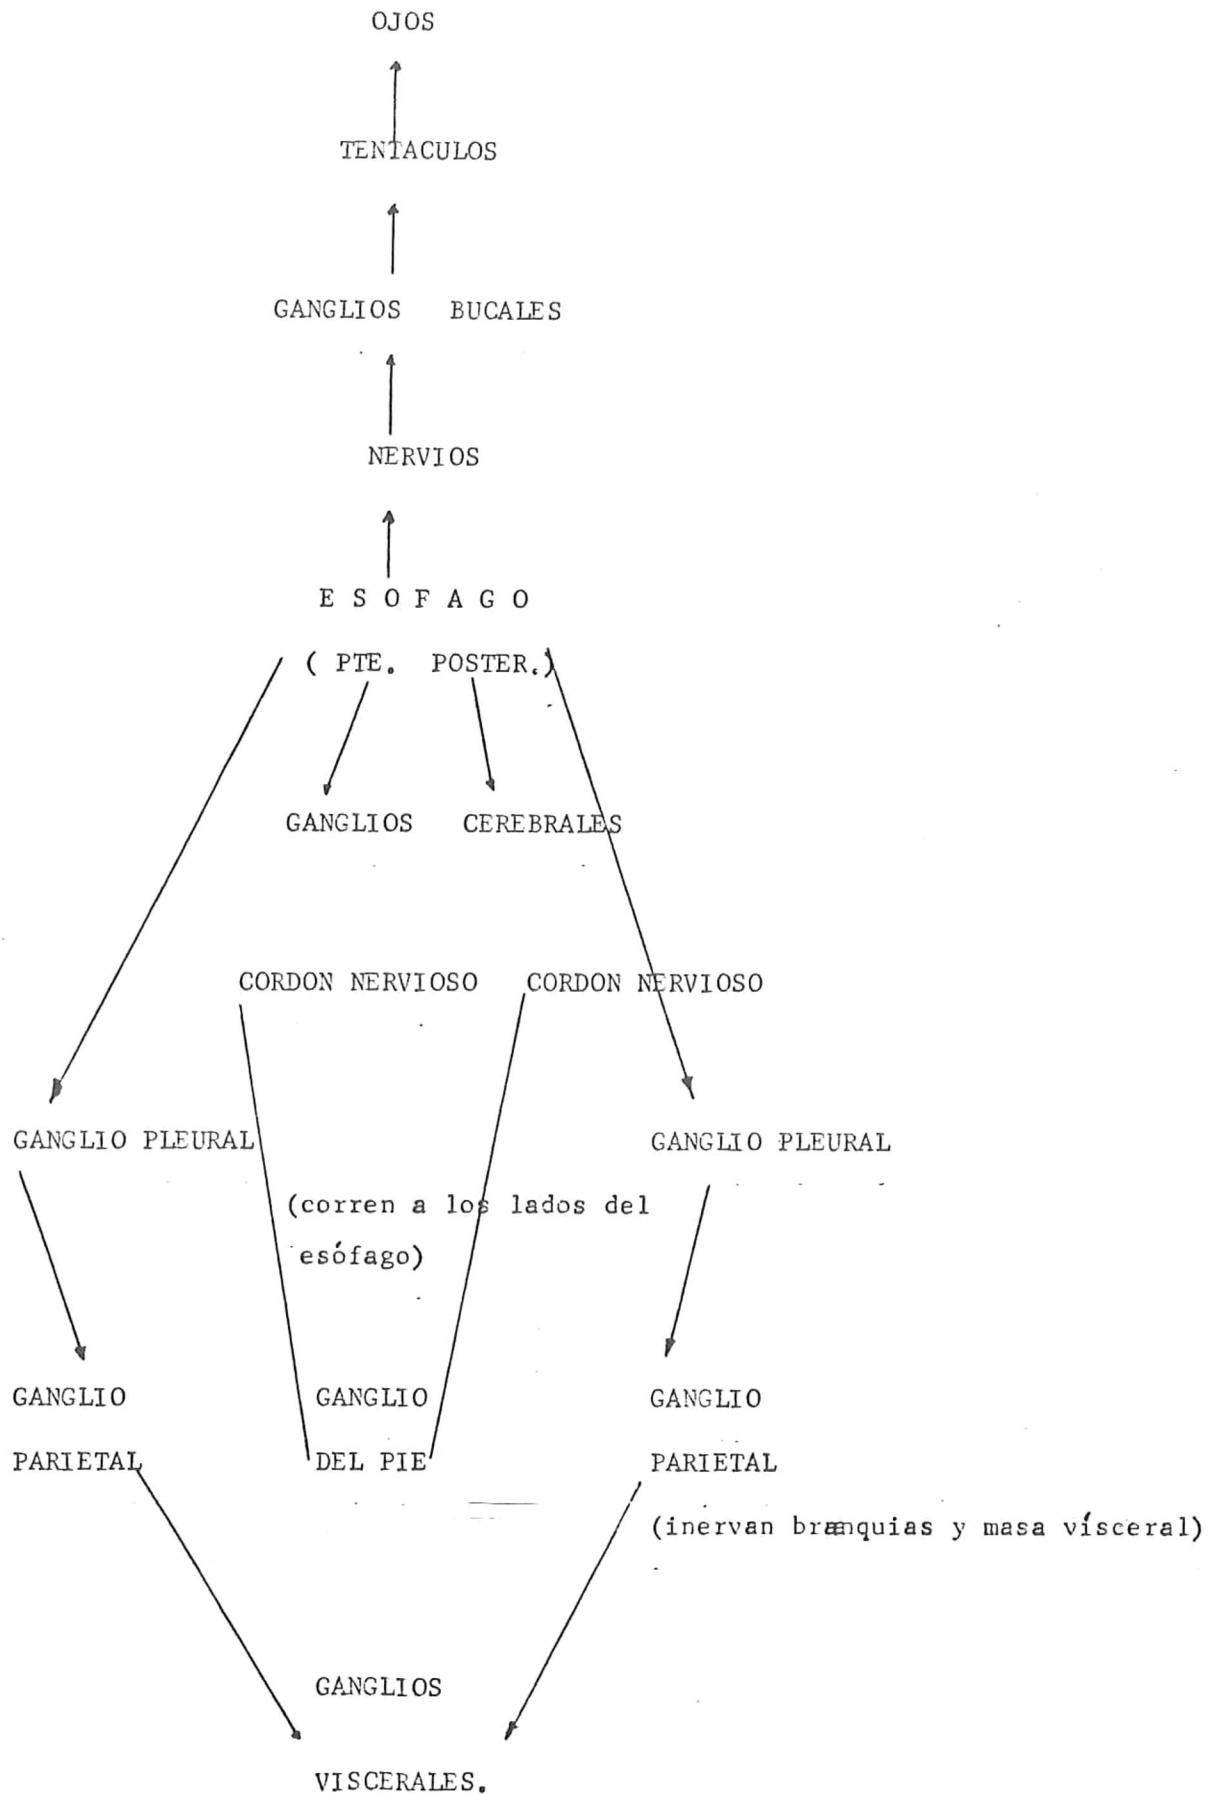 OJOS
TENTACULOS
GANGLIOS BUCALES
NERVIOS
E S O F A G O
( PTE. POSTER.)
GANGLIOS CEREBRALES
CORDON NERVIOSO CORDON NERVIOSO
GANGLIO PLEURAL GANGLIO PLEURAL
(corren a los lados del
esófago)
GANGLIO GANGLIO GANGLIO
PARIETAL DEL PIE PARIETAL
(inervan branquias y masa vísceral)
GANGLIOS
VISCERALES.